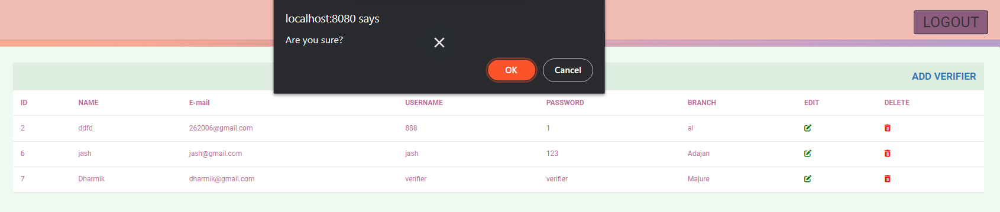 localhost:8080 says
Are you sure?
OK Cancel
LOGOUT
ADD VERIFIER
ID NAME E-mail USERNAME PASSWORD BRANCH EDIT DELETE
2 ddfd 262006@gmail.com 888 1 al
6 jash jash@gmail.com jash 123 Adajan
7 Dharmik dharmik@gmail.com verifier verifier Majure